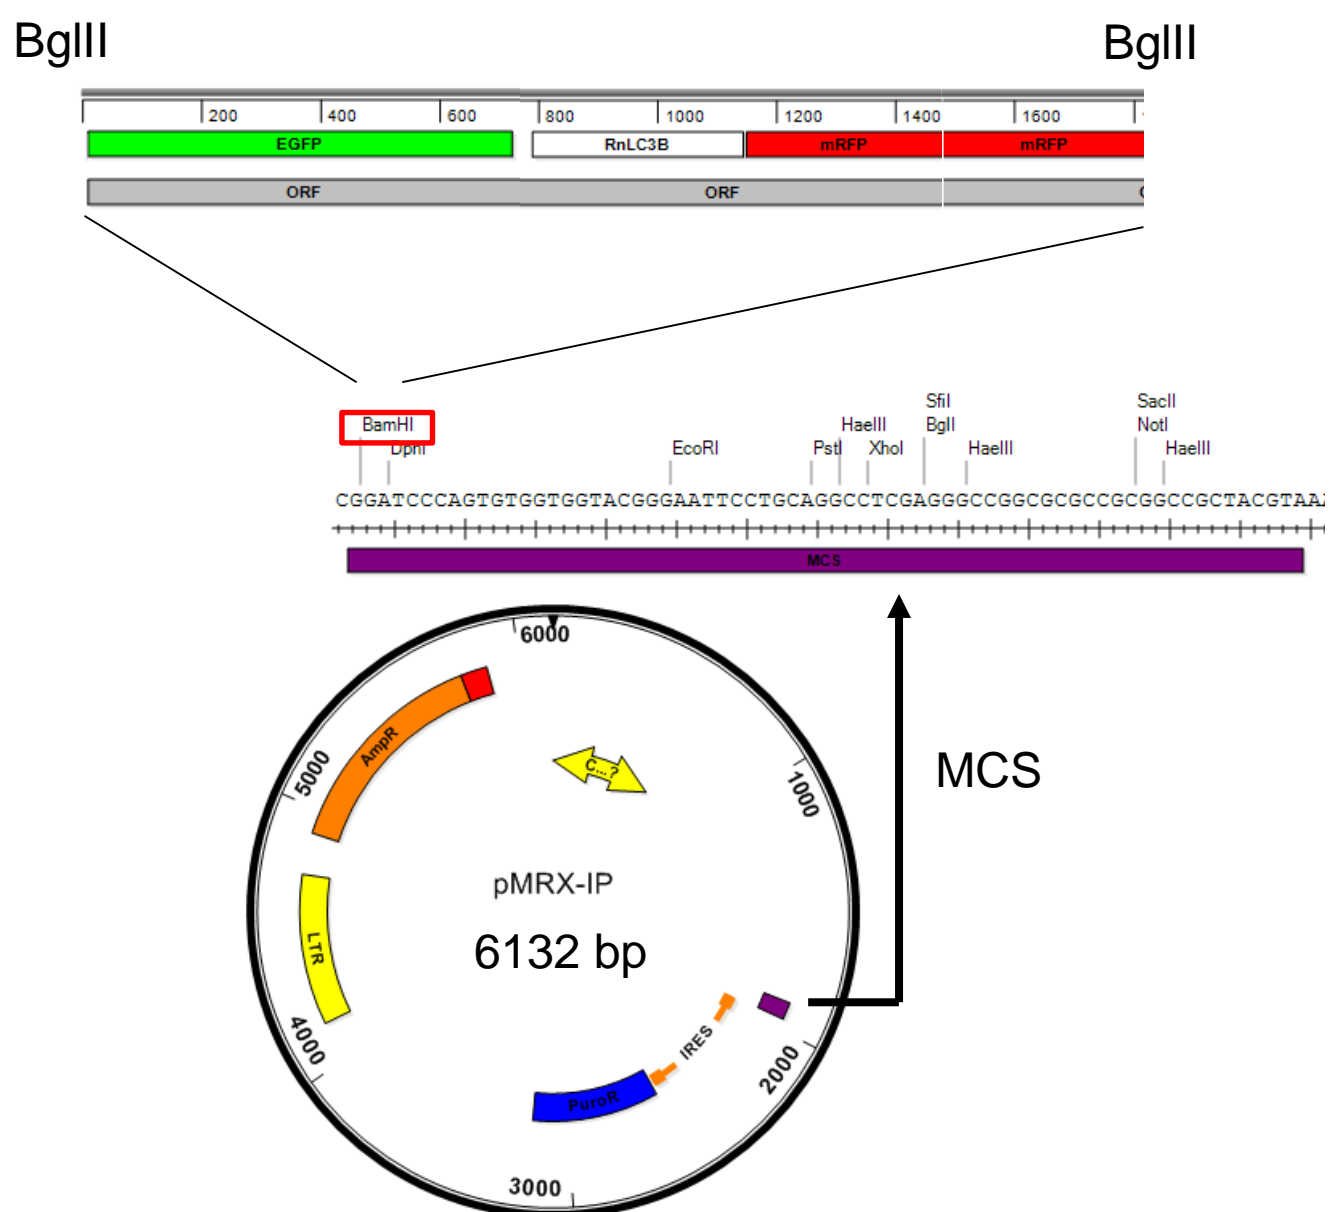 BglII
BglII
200 400 600 800 1000 1200 1400 1600
EGFP RnLC3B mRFP mRFP
ORF ORF
SfiI SacII
BamHI HaeIII BglI NotI
DpnI EcoRI PstI XhoI HaeIII HaeIII
CGGATCCCAGTGTGGTGGTACGGGAATTCCTGCAGGCCTCGAGGGCCGGCGCGCCGCGGCCGCTACGTAA
MCS
6000
AmpR
C...?
5000
1000
MCS
pMRX-IP
6132 bp
LTR
4000
IRES
2000
PuroR
3000